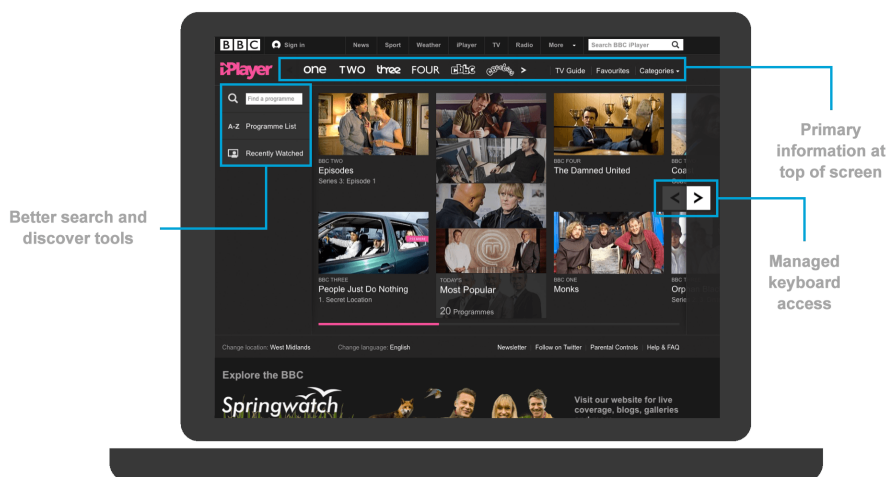 BBC Sign in News Sport Weather iPlayer TV Radio More Search BBC iPlayer
iPlayer one TWO three FOUR cbbc cbeebies > TV Guide Favourites Categories
Find a programme
A-Z Programme List
Recently Watched
BBC TWO
Episodes
Series 3: Episode 1
BBC FOUR
The Damned United
BBC THREE
People Just Do Nothing
1. Secret Location
TODAY'S
Most Popular
20 Programmes
BBC ONE
Monks
< >
Primary
information at
top of screen
Better search and
discover tools
Managed
keyboard
access
Change location: West Midlands Change language: English Newsletter Follow on Twitter Parental Controls Help & FAQ
Explore the BBC
Springwatch
Visit our website for live
coverage, blogs, galleries